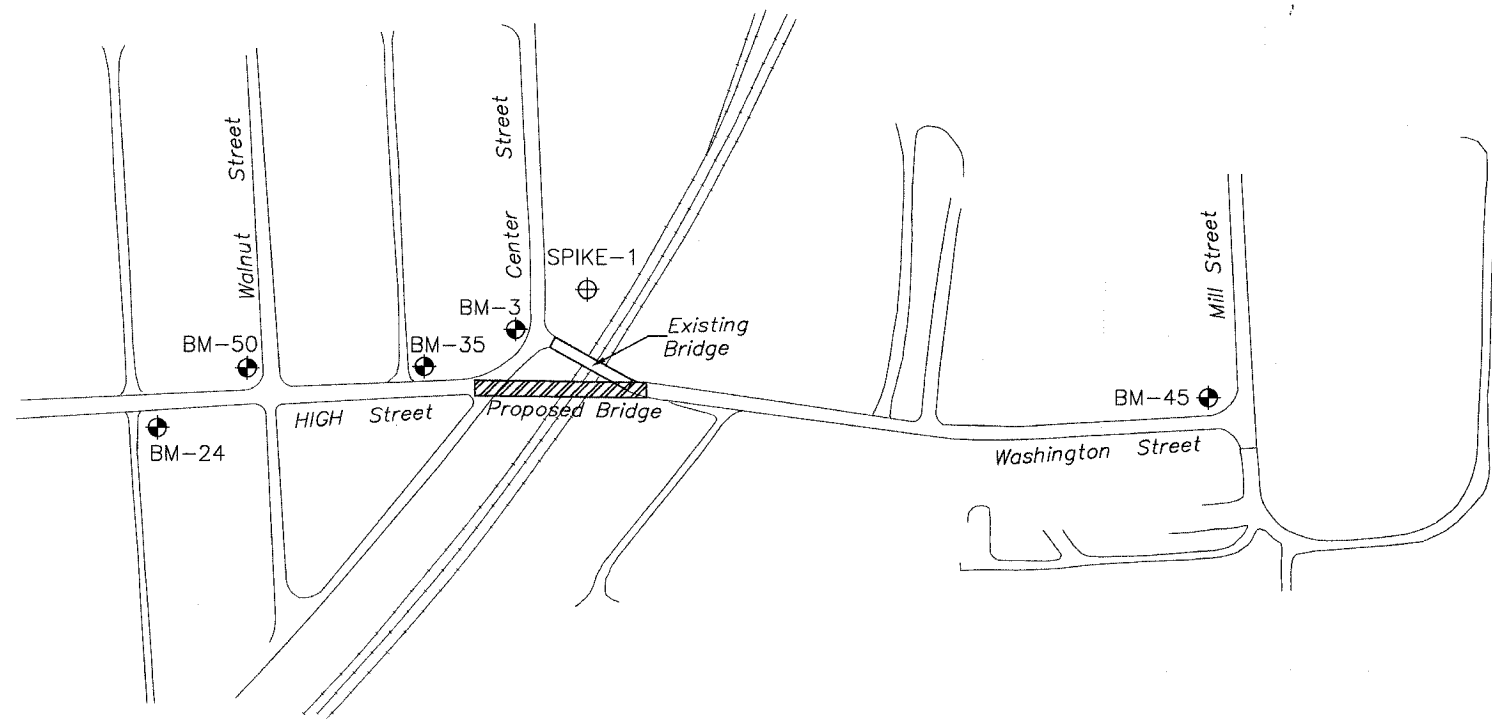 Walnut Street
Center Street
SPIKE-1
BM-3
BM-50
BM-35
Existing
Bridge
Mill Street
BM-45
HIGH Street
Proposed Bridge
BM-24
Washington Street